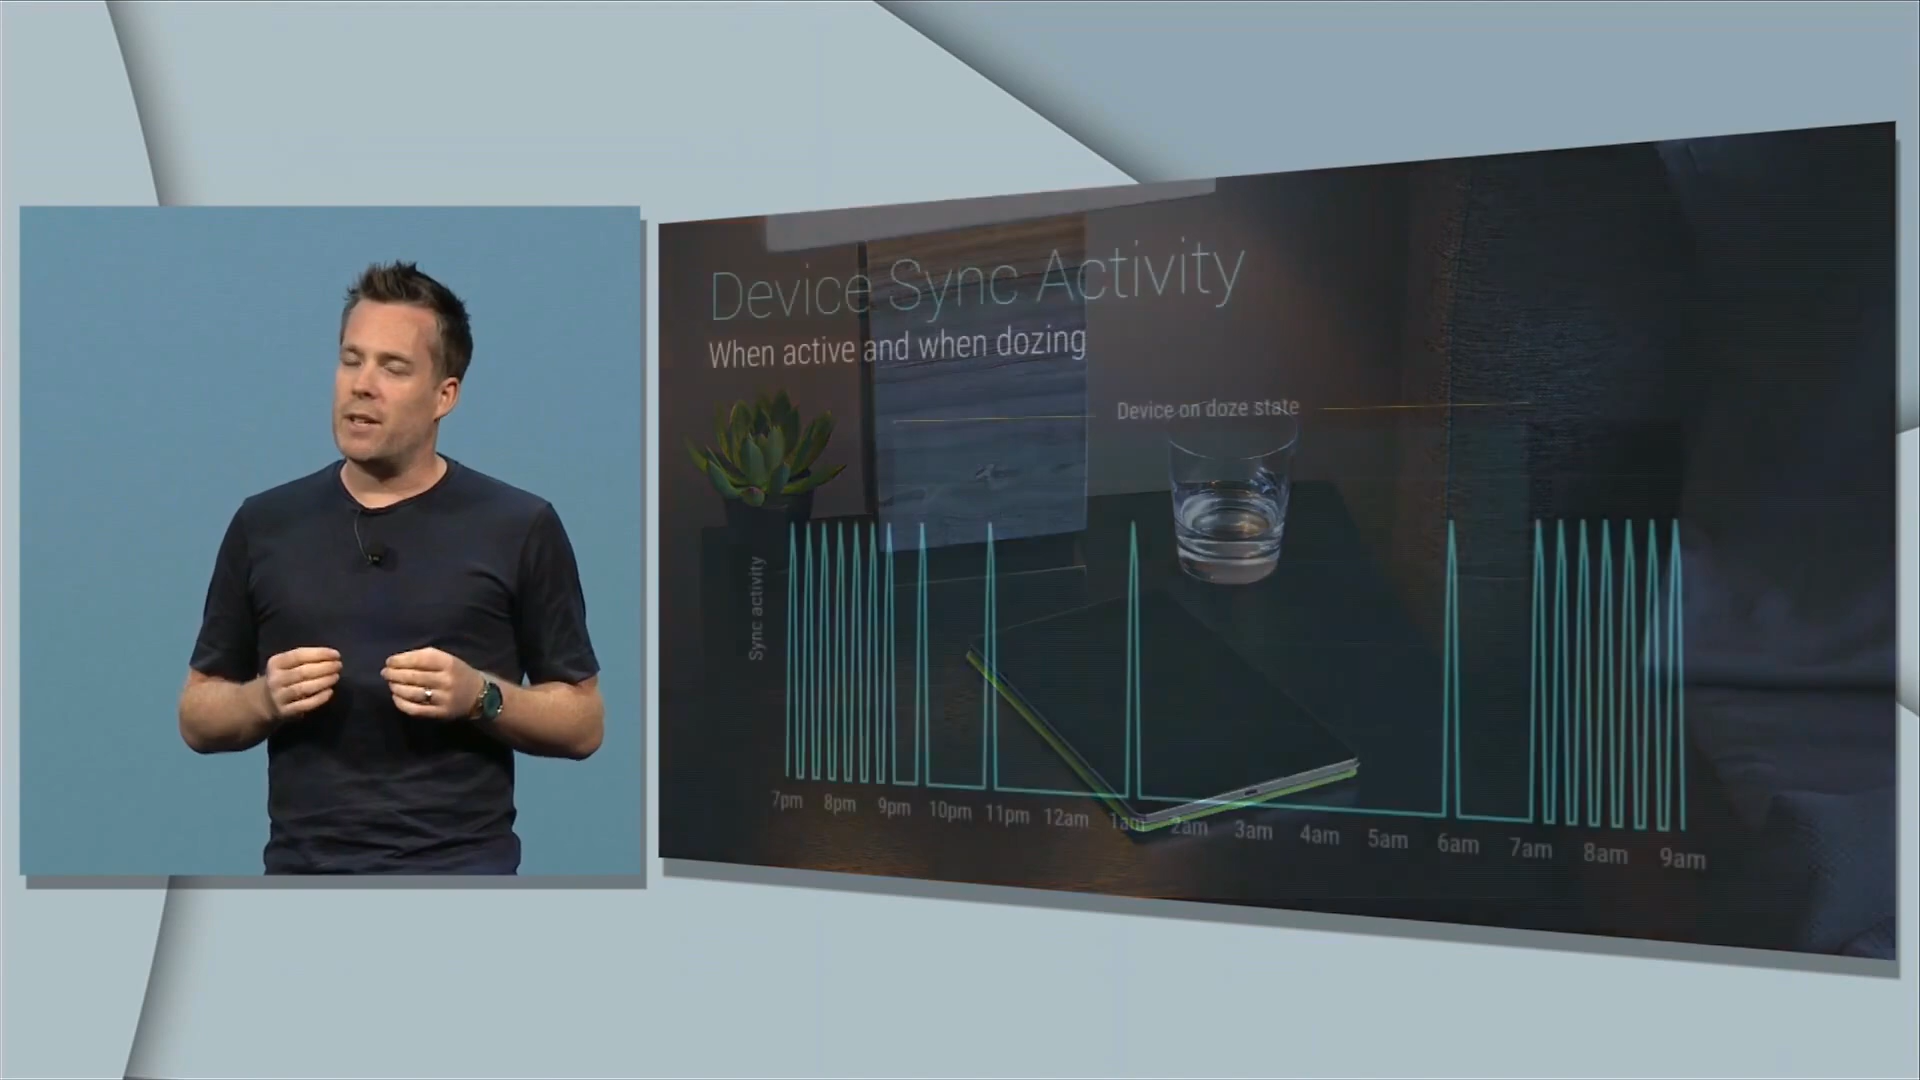 Device Sync Activity
When active and when dozing
Device on doze state
Sync activity
7pm 8pm 9pm 10pm 11pm 12am 1am 2am 3am 4am 5am 6am 7am 8am 9am